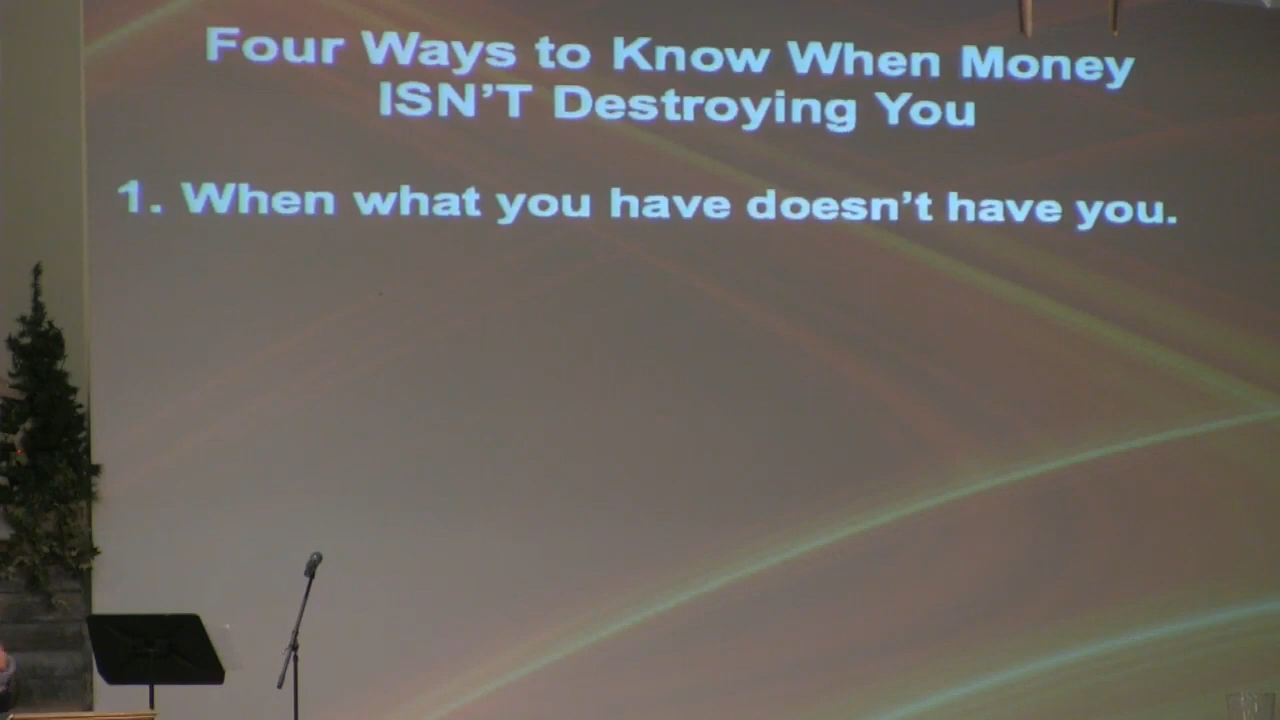 Four Ways to Know When Money
ISN'T Destroying You
1. When what you have doesn't have you.